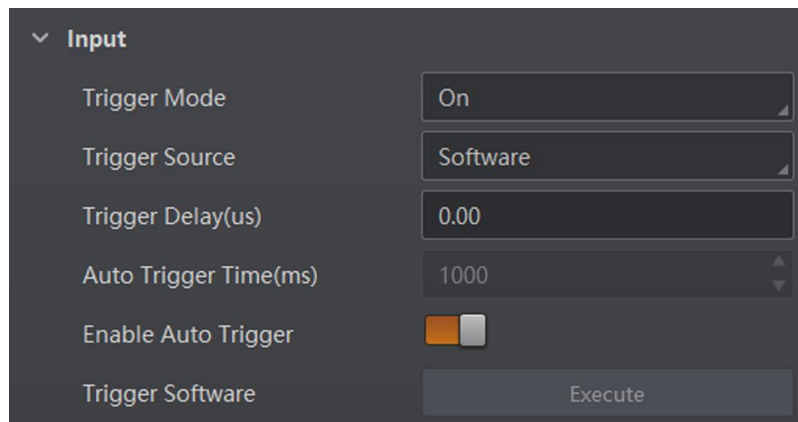 Input
Trigger Mode On
Trigger Source Software
Trigger Delay(us) 0.00
Auto Trigger Time(ms) 1000
Enable Auto Trigger
Trigger Software Execute